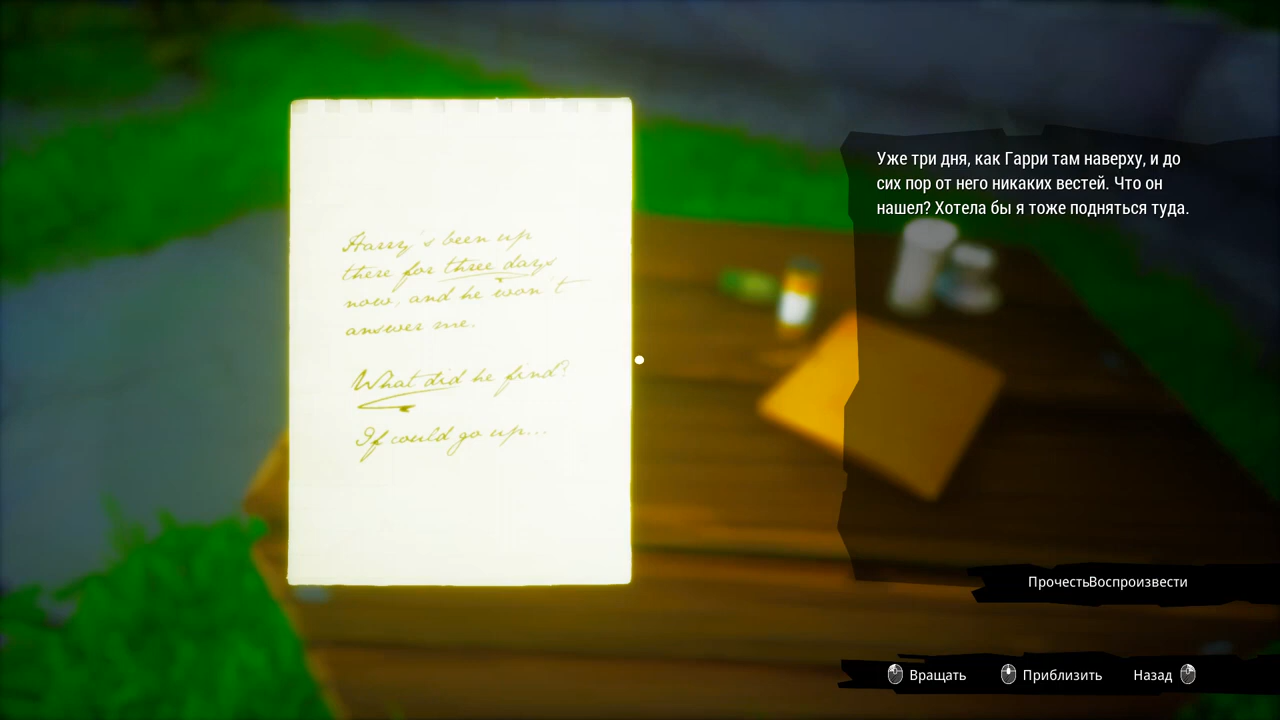 Harry's been up
there for three days
now, and he won't
answer me.
What did he find?
If could go up...
Уже три дня, как Гарри там наверху, и до
сих пор от него никаких вестей. Что он
нашел? Хотела бы я тоже подняться туда.
ПрочестьВоспроизвести
Вращать Приблизить Назад